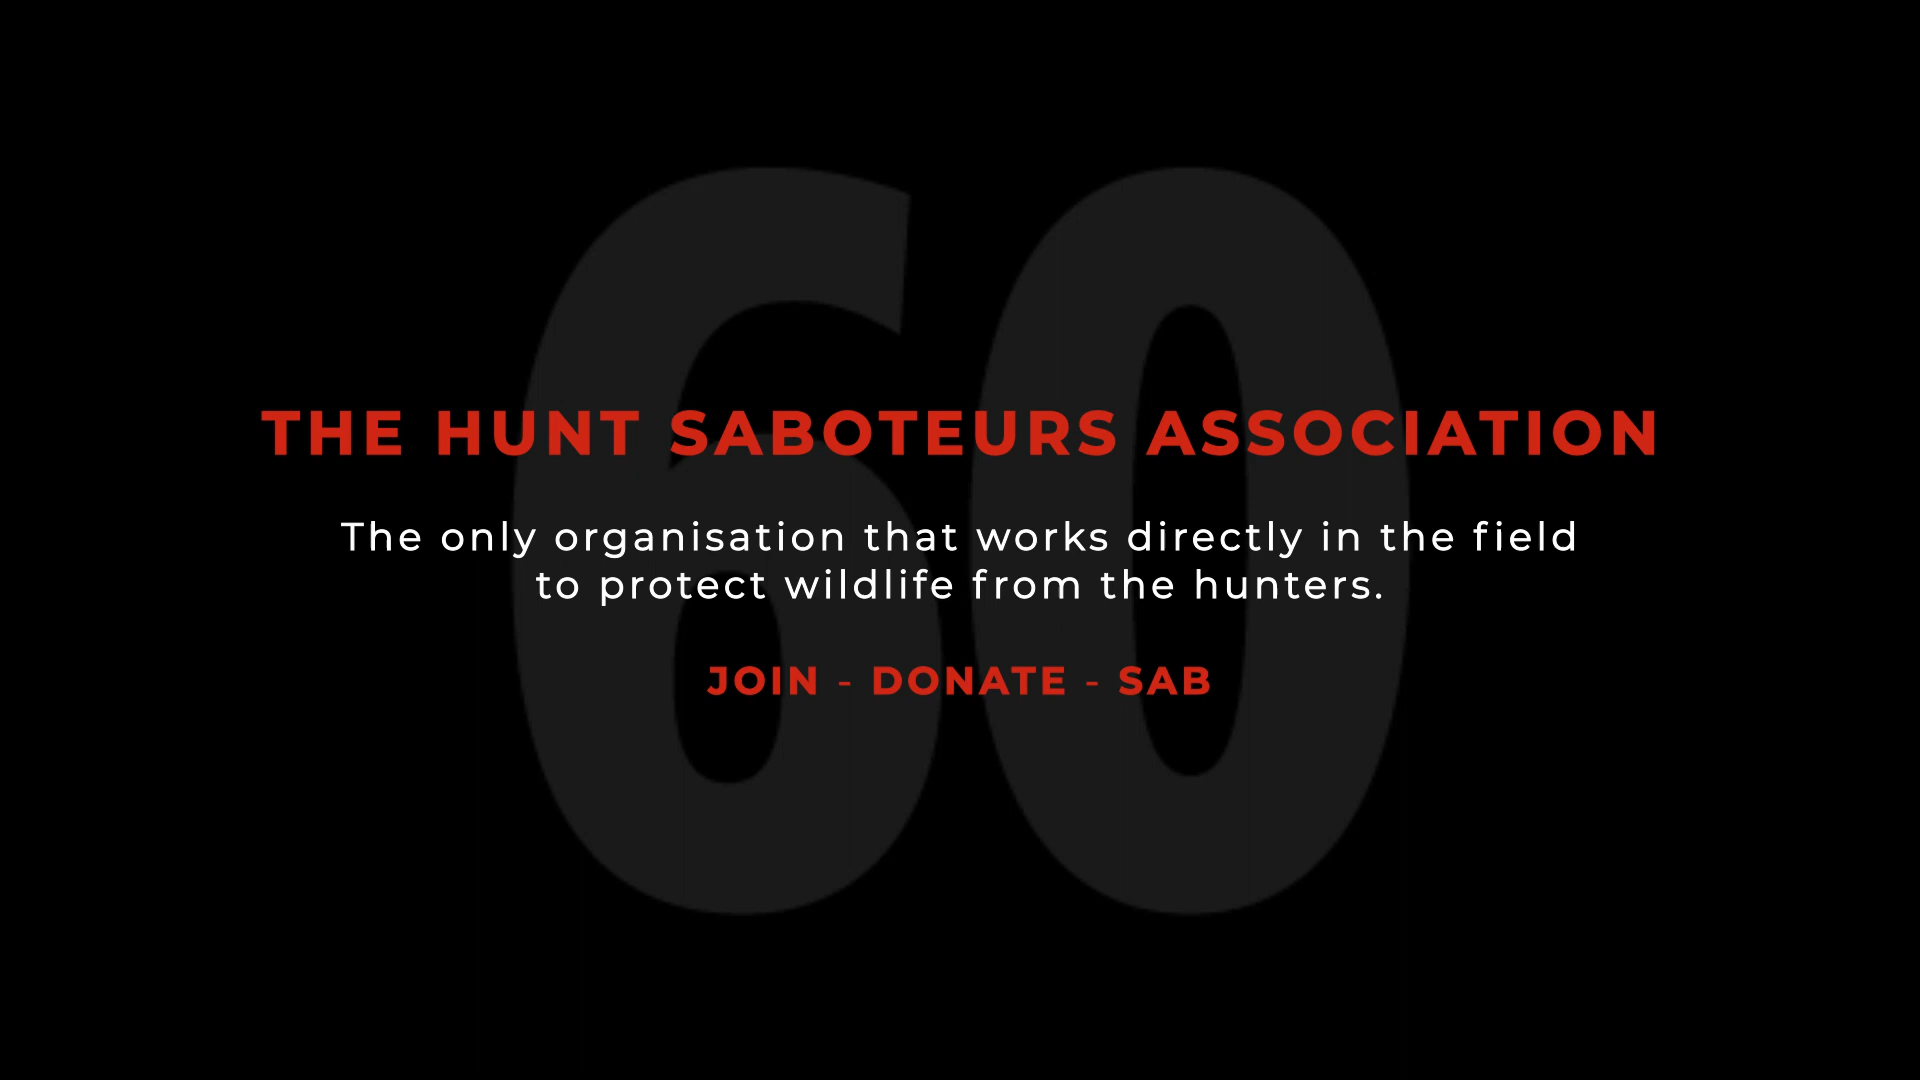 60
THE HUNT SABOTEURS ASSOCIATION
The only organisation that works directly in the field
to protect wildlife from the hunters.
JOIN - DONATE - SAB